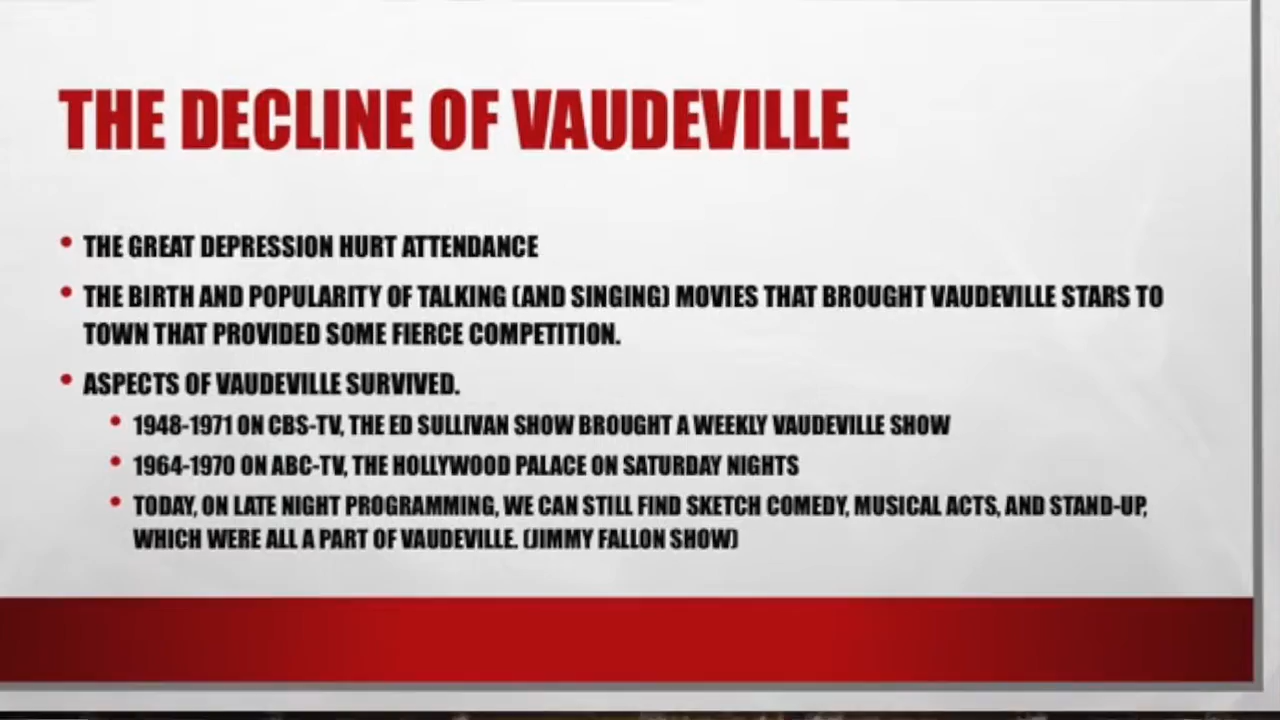 THE DECLINE OF VAUDEVILLE
• THE GREAT DEPRESSION HURT ATTENDANCE
• THE BIRTH AND POPULARITY OF TALKING (AND SINGING) MOVIES THAT BROUGHT VAUDEVILLE STARS TO
TOWN THAT PROVIDED SOME FIERCE COMPETITION.
• ASPECTS OF VAUDEVILLE SURVIVED.
• 1948-1971 ON CBS-TV, THE ED SULLIVAN SHOW BROUGHT A WEEKLY VAUDEVILLE SHOW
• 1964-1970 ON ABC-TV, THE HOLLYWOOD PALACE ON SATURDAY NIGHTS
• TODAY, ON LATE NIGHT PROGRAMMING, WE CAN STILL FIND SKETCH COMEDY, MUSICAL ACTS, AND STAND-UP,
WHICH WERE ALL A PART OF VAUDEVILLE. (JIMMY FALLON SHOW)